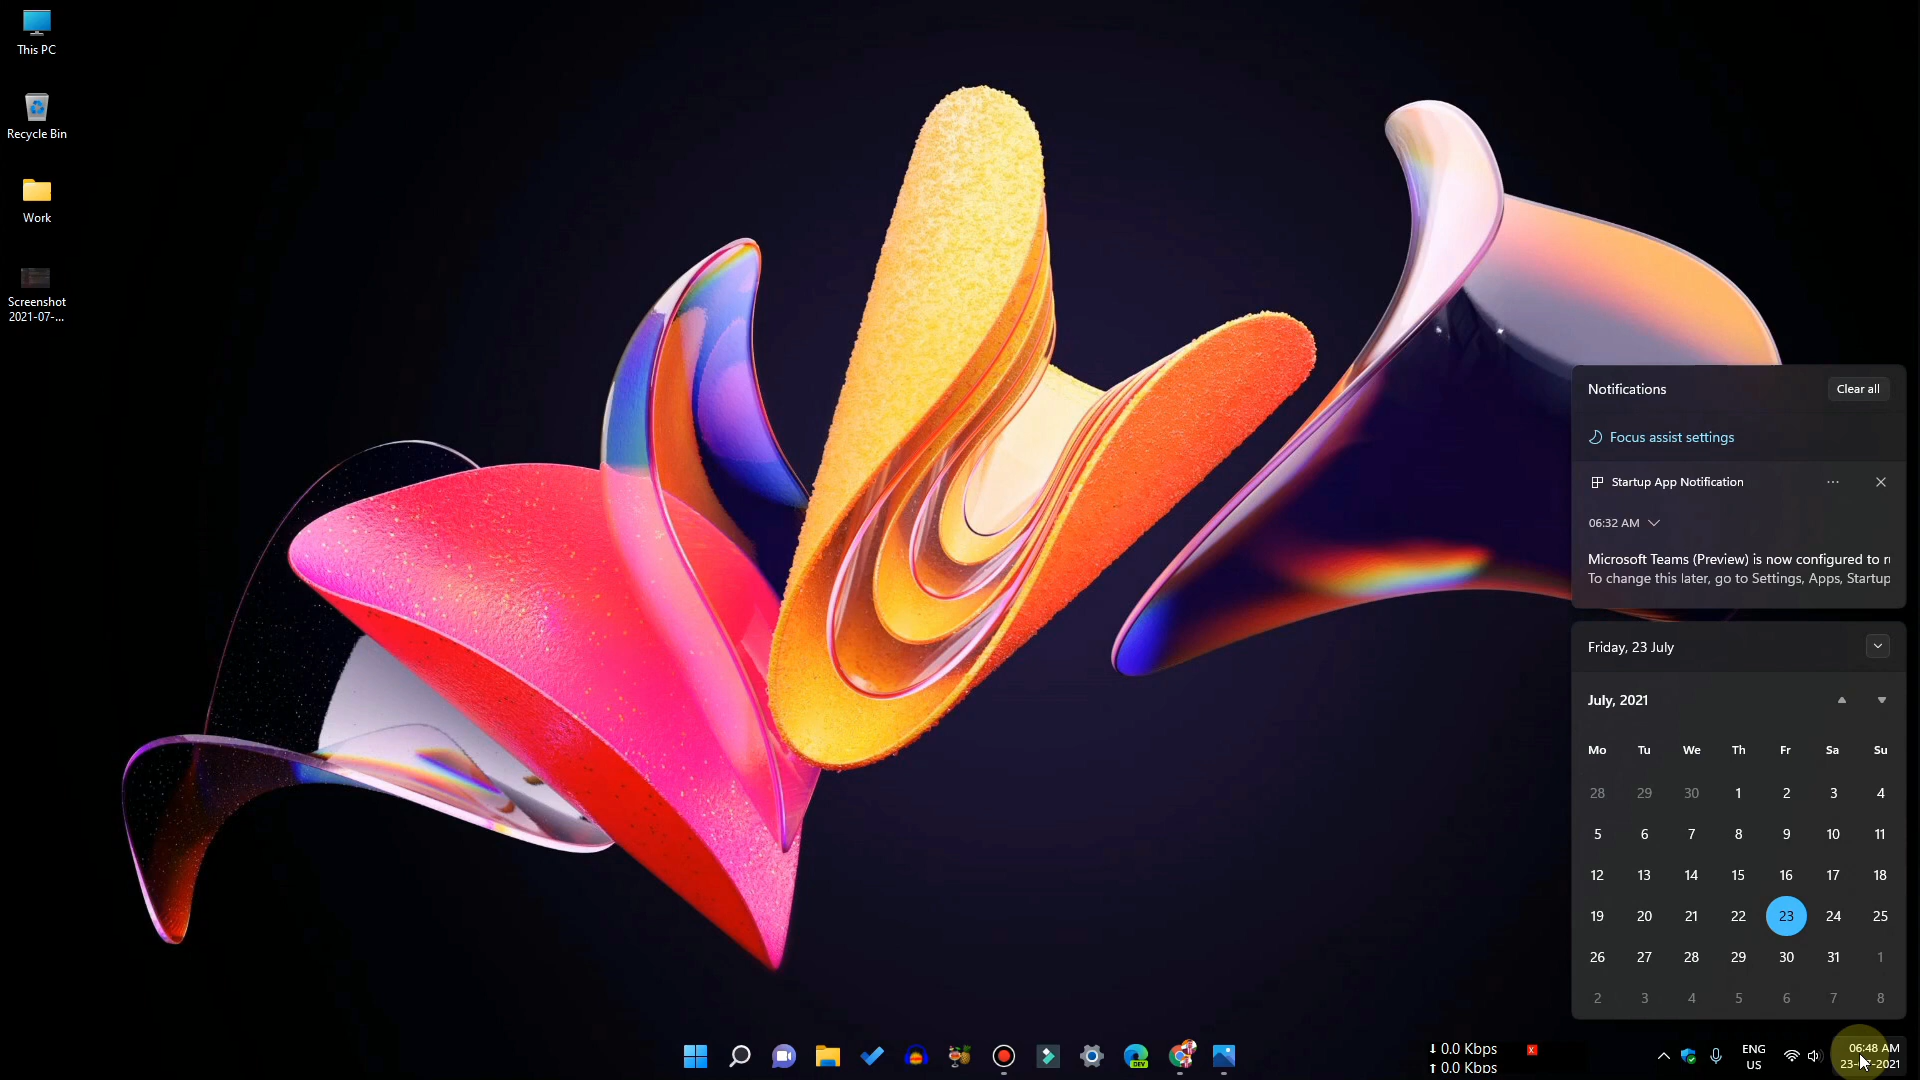 This PC
Recycle Bin
Work
Screenshot
2021-07-...
Notifications
Clear all
Focus assist settings
Startup App Notification
06:32 AM
Microsoft Teams (Preview) is now configured to
To change this later, go to Settings, Apps, Startup
Friday, 23 July
July, 2021
Mo Tu We Th Fr Sa Su
28 29 30 1 2 3 4
5 6 7 8 9 10 11
12 13 14 15 16 17 18
19 20 21 22 23 24 25
26 27 28 29 30 31 1
2 3 4 5 6 7 8
DEV
↓ 0.0 Kbps
↑ 0.0 Kbps
X
ENG
US
06:48 AM
23-07-2021